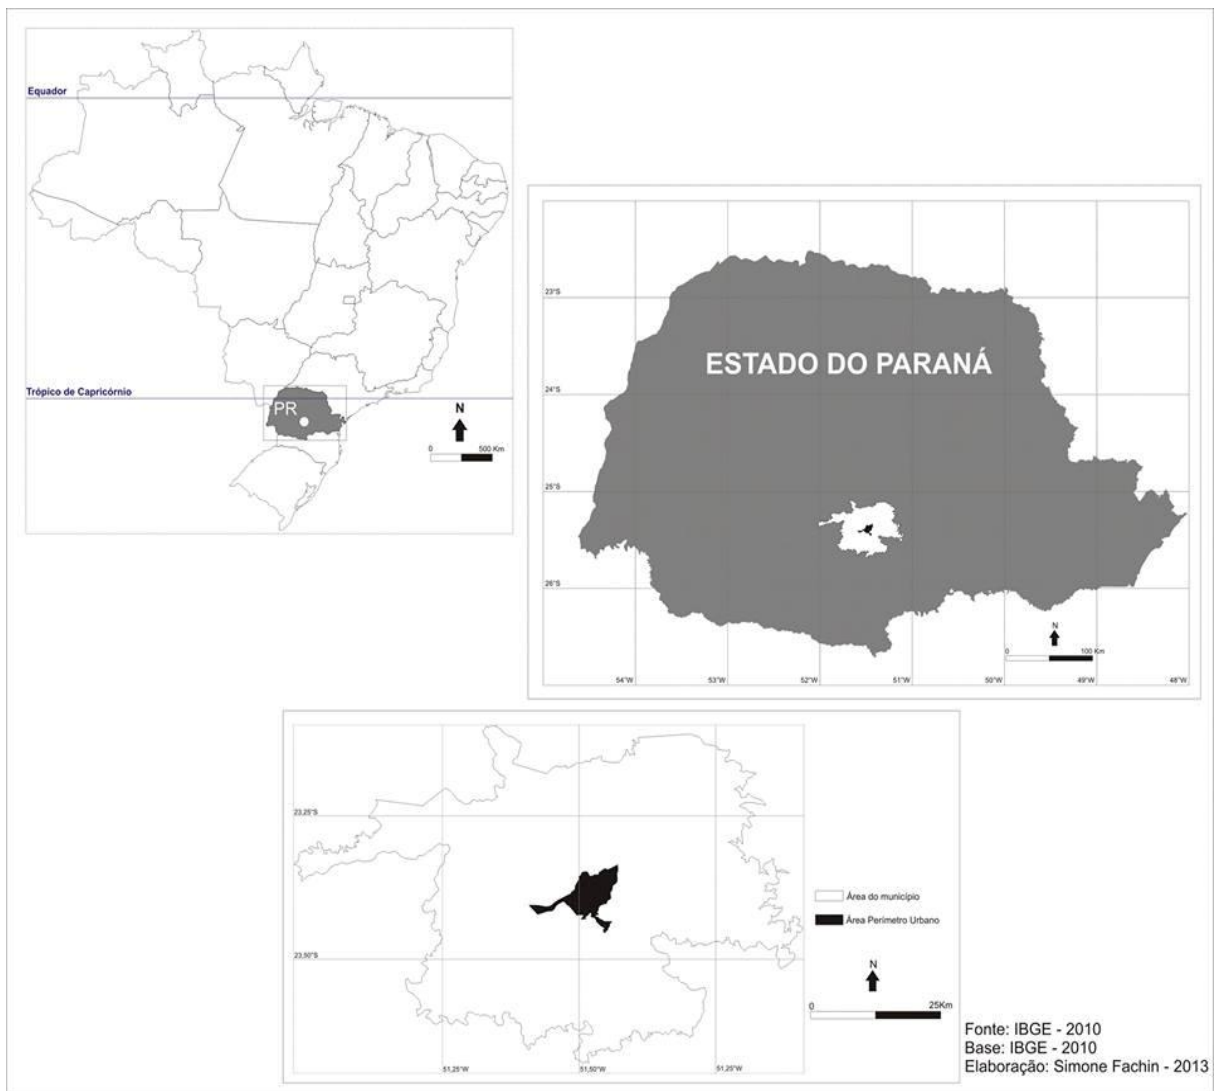 Equador
Trópico de Capricórnio
PR
N
0 500 Km
23°S
24°S
25°S
26°S
ESTADO DO PARANÁ
N
0 100 Km
54°W 53°W 52°W 51°W 50°W 49°W 48°W
23,25°S
23,50°S
51,25°W 51,50°W 51,25°W
Área do município
Área Perímetro Urbano
N
0 25Km
Fonte: IBGE - 2010
Base: IBGE - 2010
Elaboração: Simone Fachin - 2013